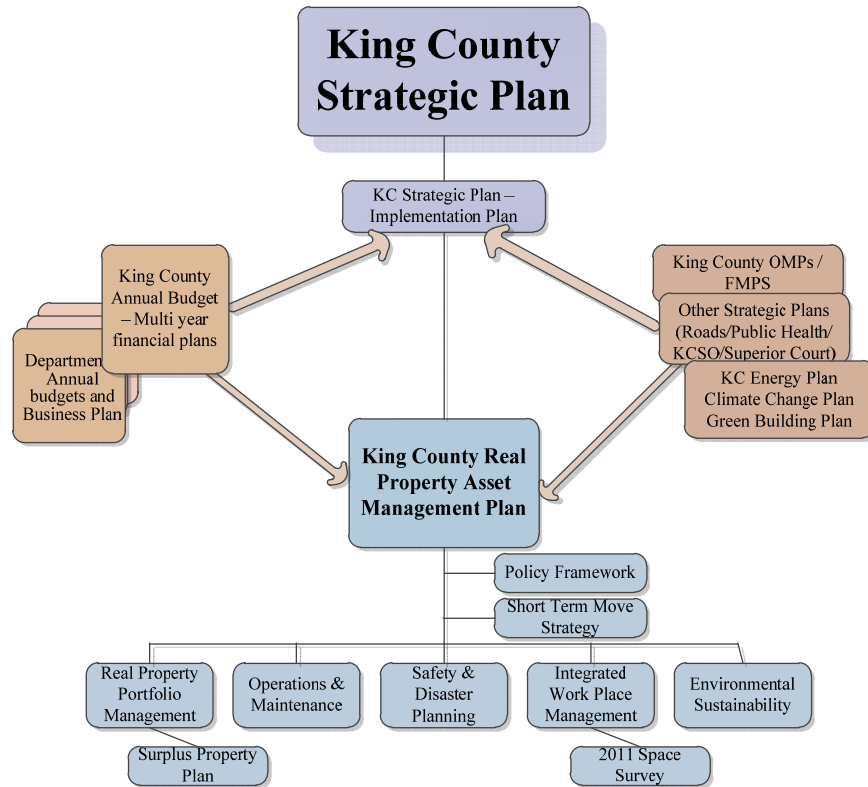 King County
Strategic Plan
KC Strategic Plan –
Implementation Plan
King County
Annual Budget
– Multi year
financial plans
Department
Annual
budgets and
Business Plan
King County OMPs /
FMPS
Other Strategic Plans
(Roads/Public Health/
KCSO/Superior Court)
KC Energy Plan
Climate Change Plan
Green Building Plan
King County Real
Property Asset
Management Plan
Policy Framework
Short Term Move
Strategy
Real Property
Portfolio
Management
Operations &
Maintenance
Safety &
Disaster
Planning
Integrated
Work Place
Management
Environmental
Sustainability
Surplus Property
Plan
2011 Space
Survey